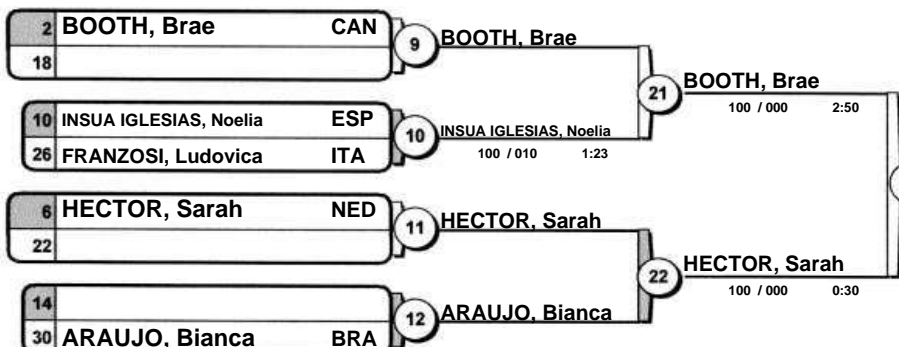 2 BOOTH, Brae CAN
18
9
BOOTH, Brae
10 INSUA IGLESIAS, Noelia ESP
26 FRANZOSI, Ludovica ITA
10
INSUA IGLESIAS, Noelia
100 / 010 1:23
21
BOOTH, Brae
100 / 000 2:50
6 HECTOR, Sarah NED
22
11
HECTOR, Sarah
14
30 ARAUJO, Bianca BRA
12
ARAUJO, Bianca
22
HECTOR, Sarah
100 / 000 0:30